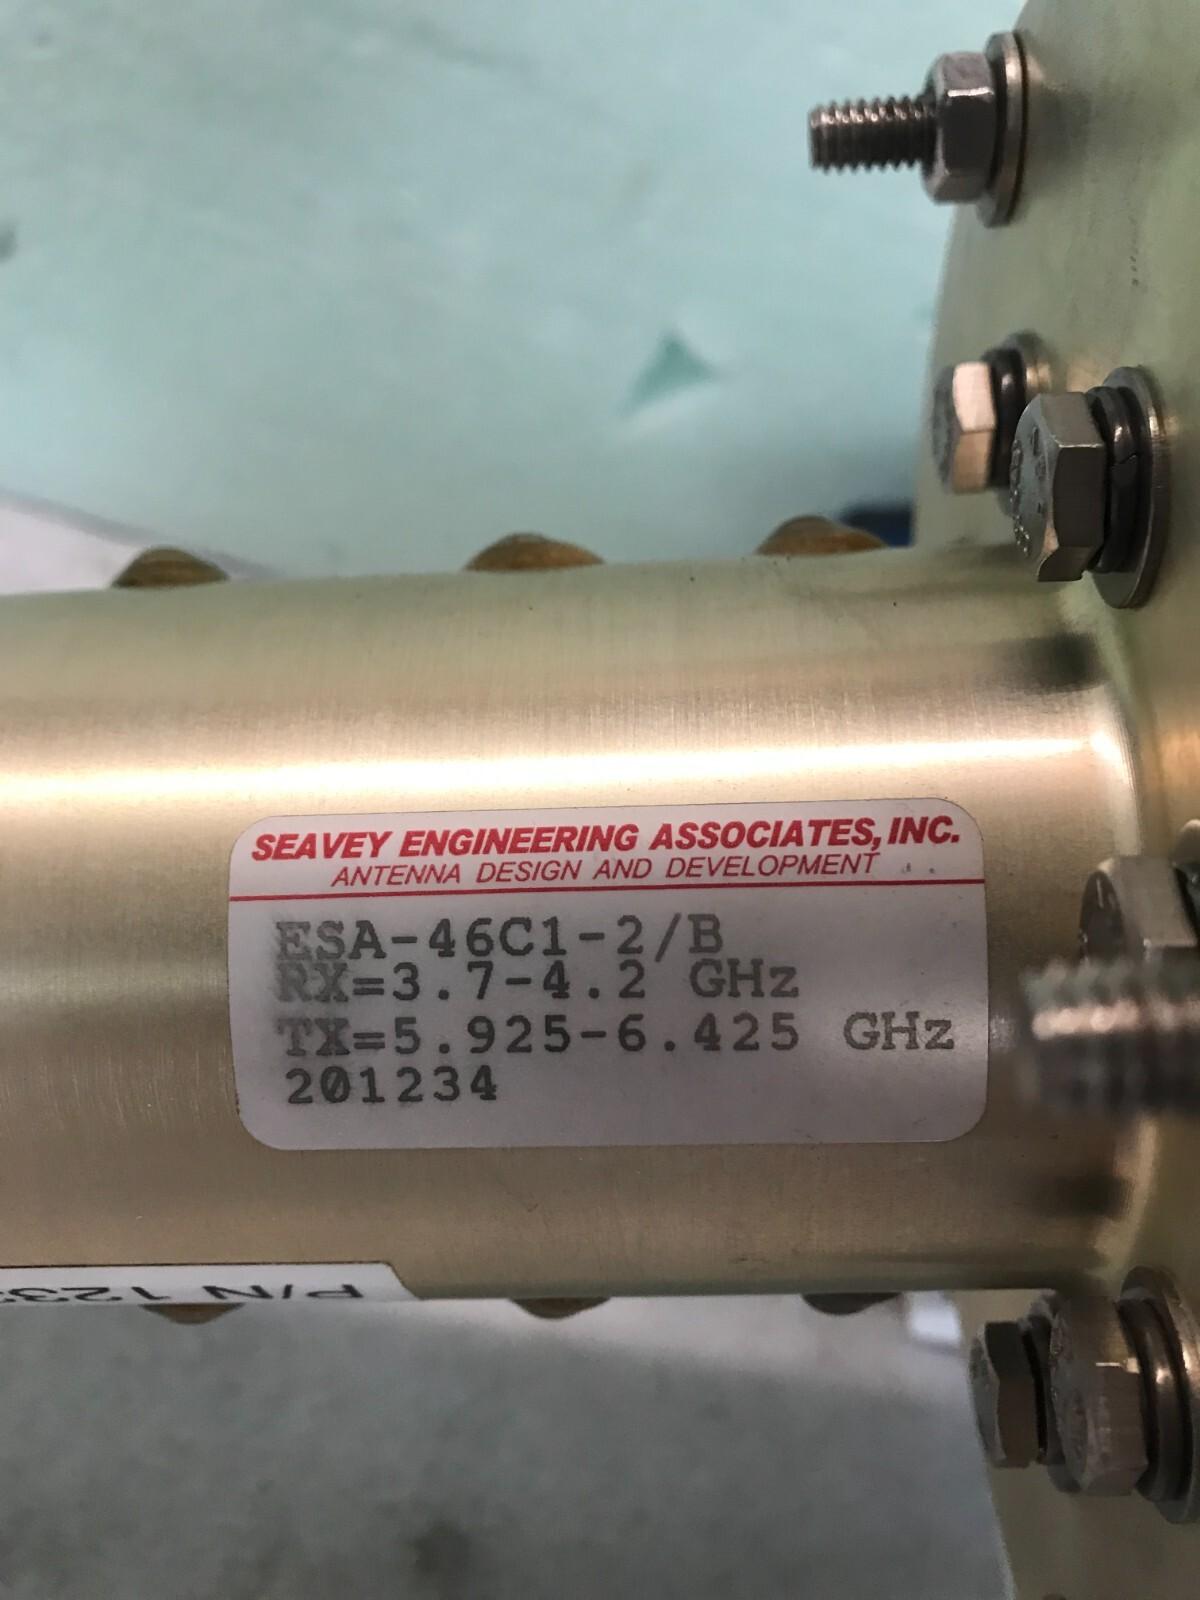 SEAVEY ENGINEERING ASSOCIATES, INC.
ANTENNA DESIGN AND DEVELOPMENT
ESA-46C1-2/B
RX=3.7-4.2 GHz
TX=5.925-6.425 GHz
201234
P/N